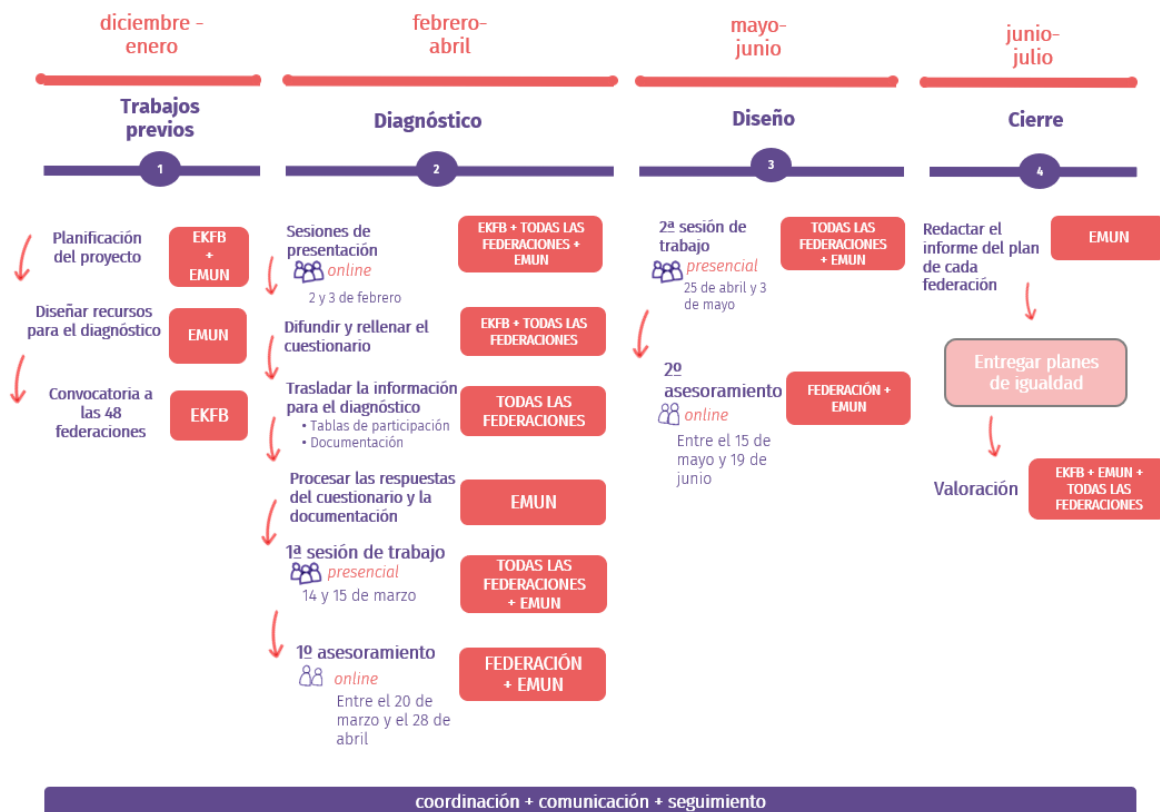 diciembre -
enero
Trabajos
previos
1
Planificación
del proyecto
EKFB
+
EMUN
Diseñar recursos
para el diagnóstico
EMUN
Convocatoria a
las 48
federaciones
EKFB
febrero-
abril
Diagnóstico
2
Sesiones de
presentación
online
2 y 3 de febrero
EKFB + TODAS LAS
FEDERACIONES +
EMUN
Difundir y rellenar el
cuestionario
EKFB + TODAS LAS
FEDERACIONES
Trasladar la información
para el diagnóstico
• Tablas de participación
• Documentación
TODAS LAS
FEDERACIONES
Procesar las respuestas
del cuestionario y la
documentación
EMUN
1ª sesión de trabajo
presencial
14 y 15 de marzo
TODAS LAS
FEDERACIONES
+ EMUN
1º asesoramiento
online
Entre el 20 de
marzo y el 28 de
abril
FEDERACIÓN
+ EMUN
mayo-
junio
Diseño
3
2ª sesión de
trabajo
presencial
25 de abril y 3
de mayo
TODAS LAS
FEDERACIONES
+ EMUN
2º
asesoramiento
online
Entre el 15 de
mayo y 19 de
junio
FEDERACIÓN +
EMUN
junio-
julio
Cierre
4
Redactar el
informe del plan
de cada
federación
EMUN
Entregar planes
de igualdad
Valoración
EKFB + EMUN +
TODAS LAS
FEDERACIONES
coordinación + comunicación + seguimiento